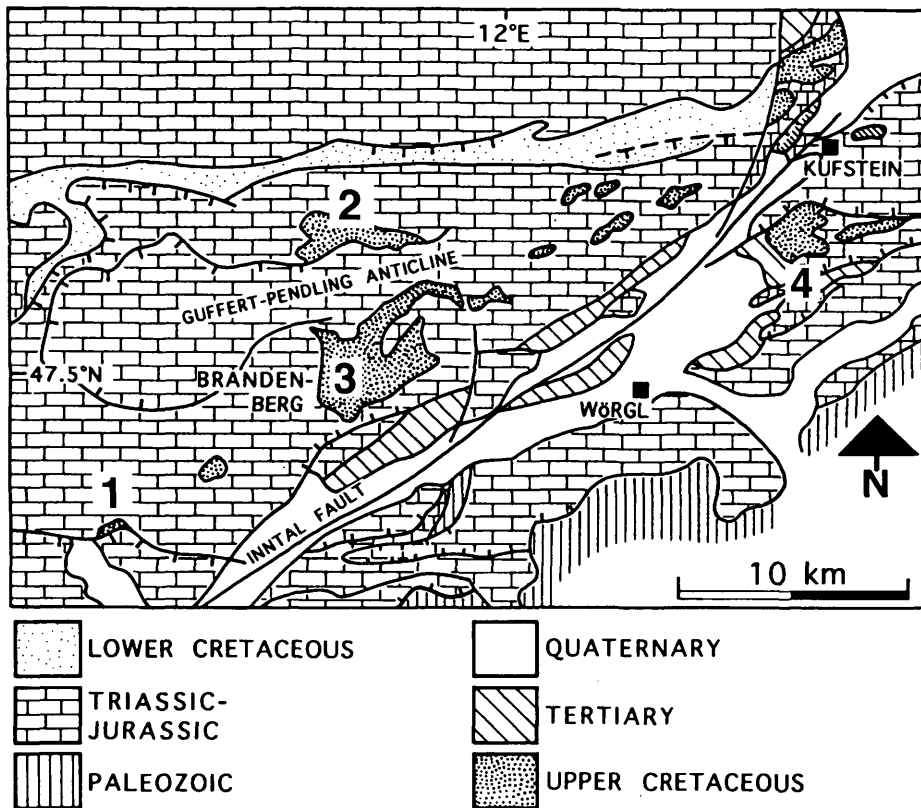 12°E
KUFSTEIN
2
GUFFERT-PENDLING ANTICLINE
4
47.5°N
BRANDEN-
BERG
3
WÖRGL
1
N
INNTAL FAULT
10 km
LOWER CRETACEOUS
QUATERNARY
TRIASSIC-
JURASSIC
TERTIARY
PALEOZOIC
UPPER CRETACEOUS